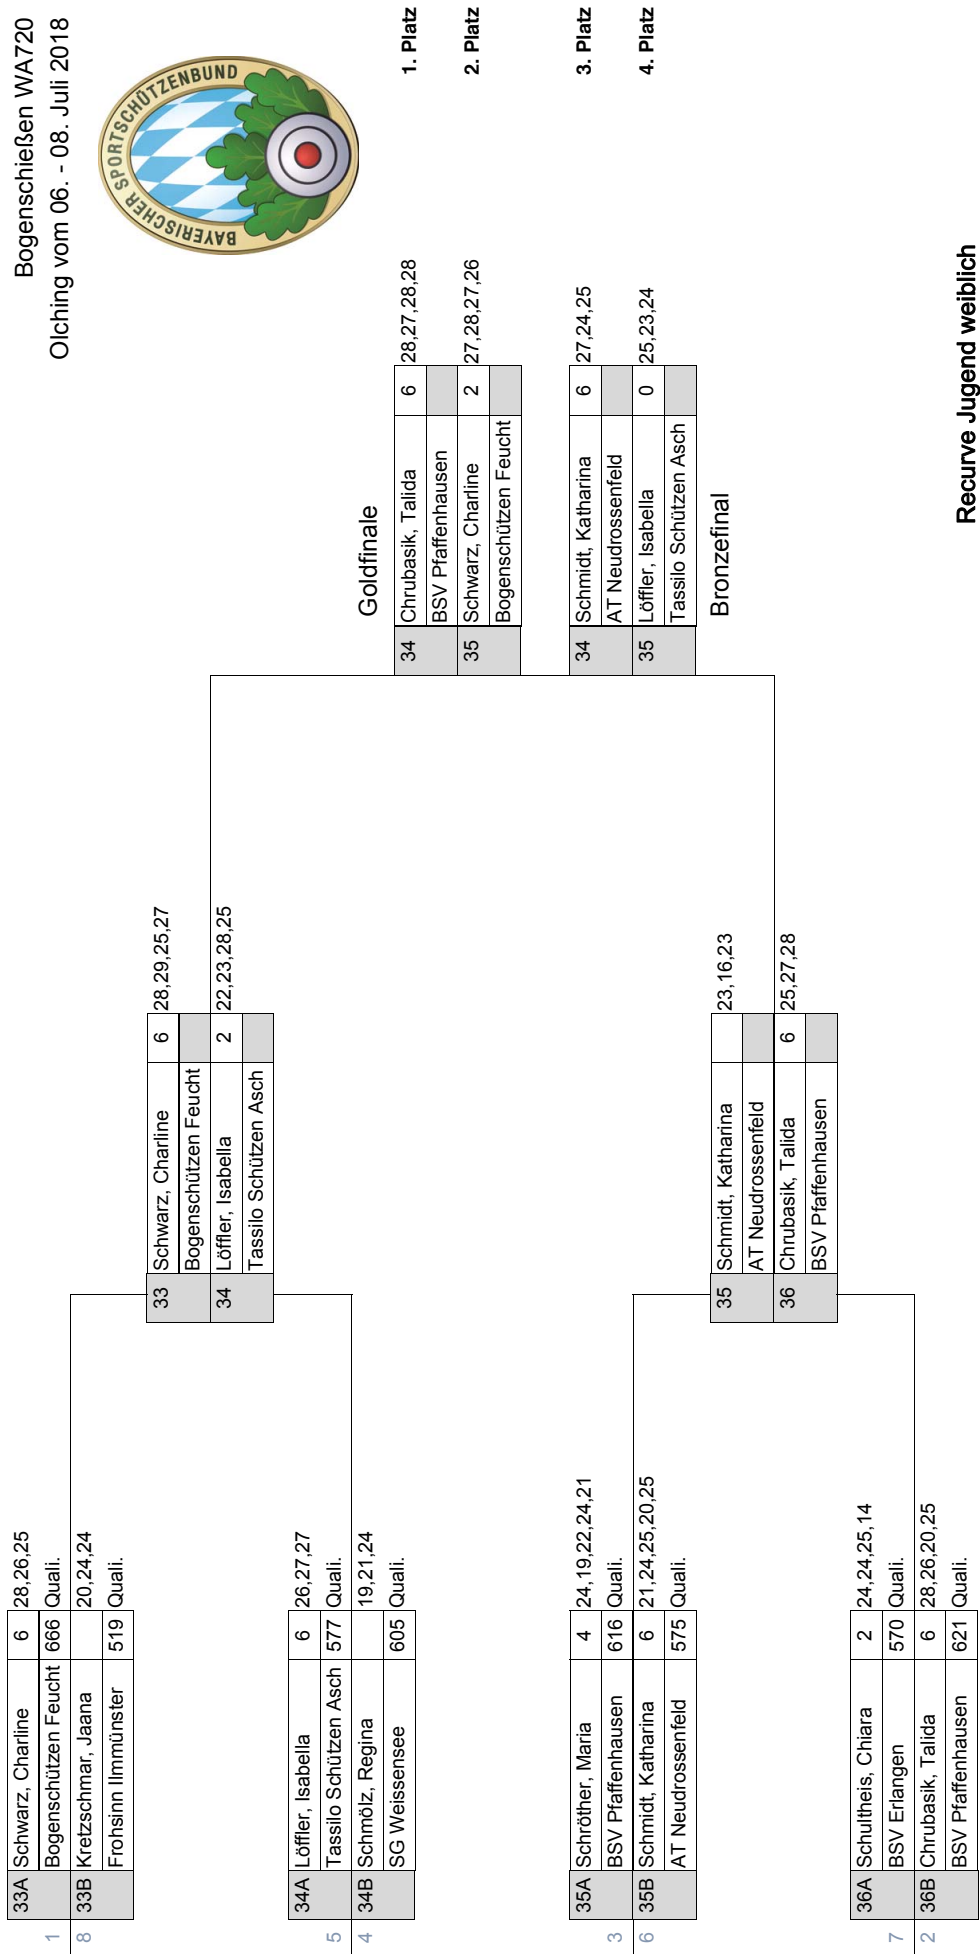 Bogenschießen WA720
Olching vom 06. - 08. Juli 2018
BAYERISCHER SPORTSCHÜTZENBUND
1 33A Schwarz, Charline 6 28,26,25
Bogenschützen Feucht 666 Quali.
8 33B Kretzschmar, Jaana 20,24,24
Frohsinn Ilmmünster 519 Quali.
5 34A Löffler, Isabella 6 26,27,27
Tassilo Schützen Asch 577 Quali.
4 34B Schmölz, Regina 19,21,24
SG Weissensee 605 Quali.
3 35A Schröther, Maria 4 24,19,22,24,21
BSV Pfaffenhausen 616 Quali.
6 35B Schmidt, Katharina 6 21,24,25,20,25
AT Neudrossenfeld 575 Quali.
7 36A Schultheis, Chiara 2 24,24,25,14
BSV Erlangen 570 Quali.
2 36B Chrubasik, Talida 6 28,26,20,25
BSV Pfaffenhausen 621 Quali.
33 Schwarz, Charline 6 28,29,25,27
Bogenschützen Feucht
34 Löffler, Isabella 2 22,23,28,25
Tassilo Schützen Asch
35 Schmidt, Katharina 23,16,23
AT Neudrossenfeld
36 Chrubasik, Talida 6 25,27,28
BSV Pfaffenhausen
Goldfinale
34 Chrubasik, Talida 6 28,27,28,28 1. Platz
BSV Pfaffenhausen
35 Schwarz, Charline 2 27,28,27,26 2. Platz
Bogenschützen Feucht
34 Schmidt, Katharina 6 27,24,25 3. Platz
AT Neudrossenfeld
35 Löffler, Isabella 0 25,23,24 4. Platz
Tassilo Schützen Asch
Bronzefinal
Recurve Jugend weiblich